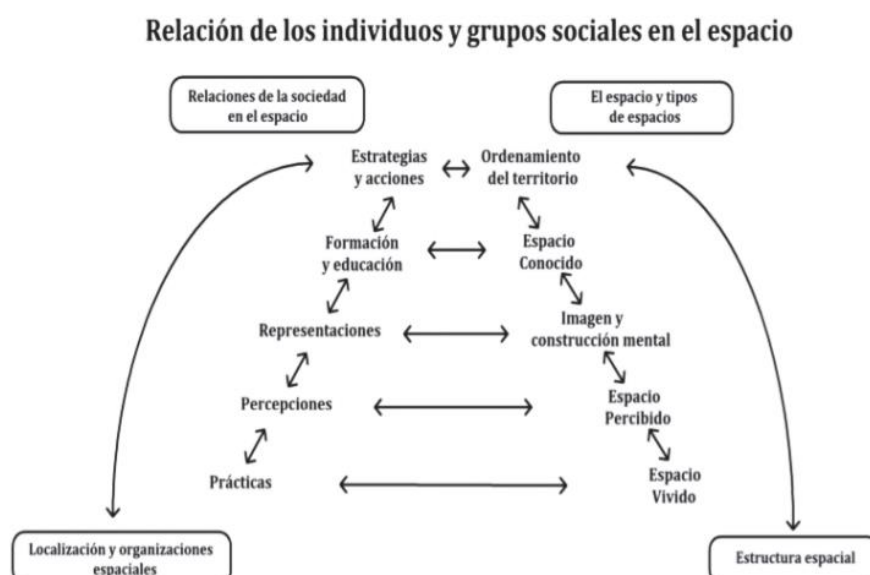 Relación de los individuos y grupos sociales en el espacio
Relaciones de la sociedad
en el espacio
El espacio y tipos
de espacios
Estrategias
y acciones
Ordenamiento
del territorio
Formación
y educación
Espacio
Conocido
Representaciones
Imagen y
construcción mental
Percepciones
Espacio
Percibido
Prácticas
Espacio
Vivido
Localización y organizaciones
espaciales
Estructura espacial